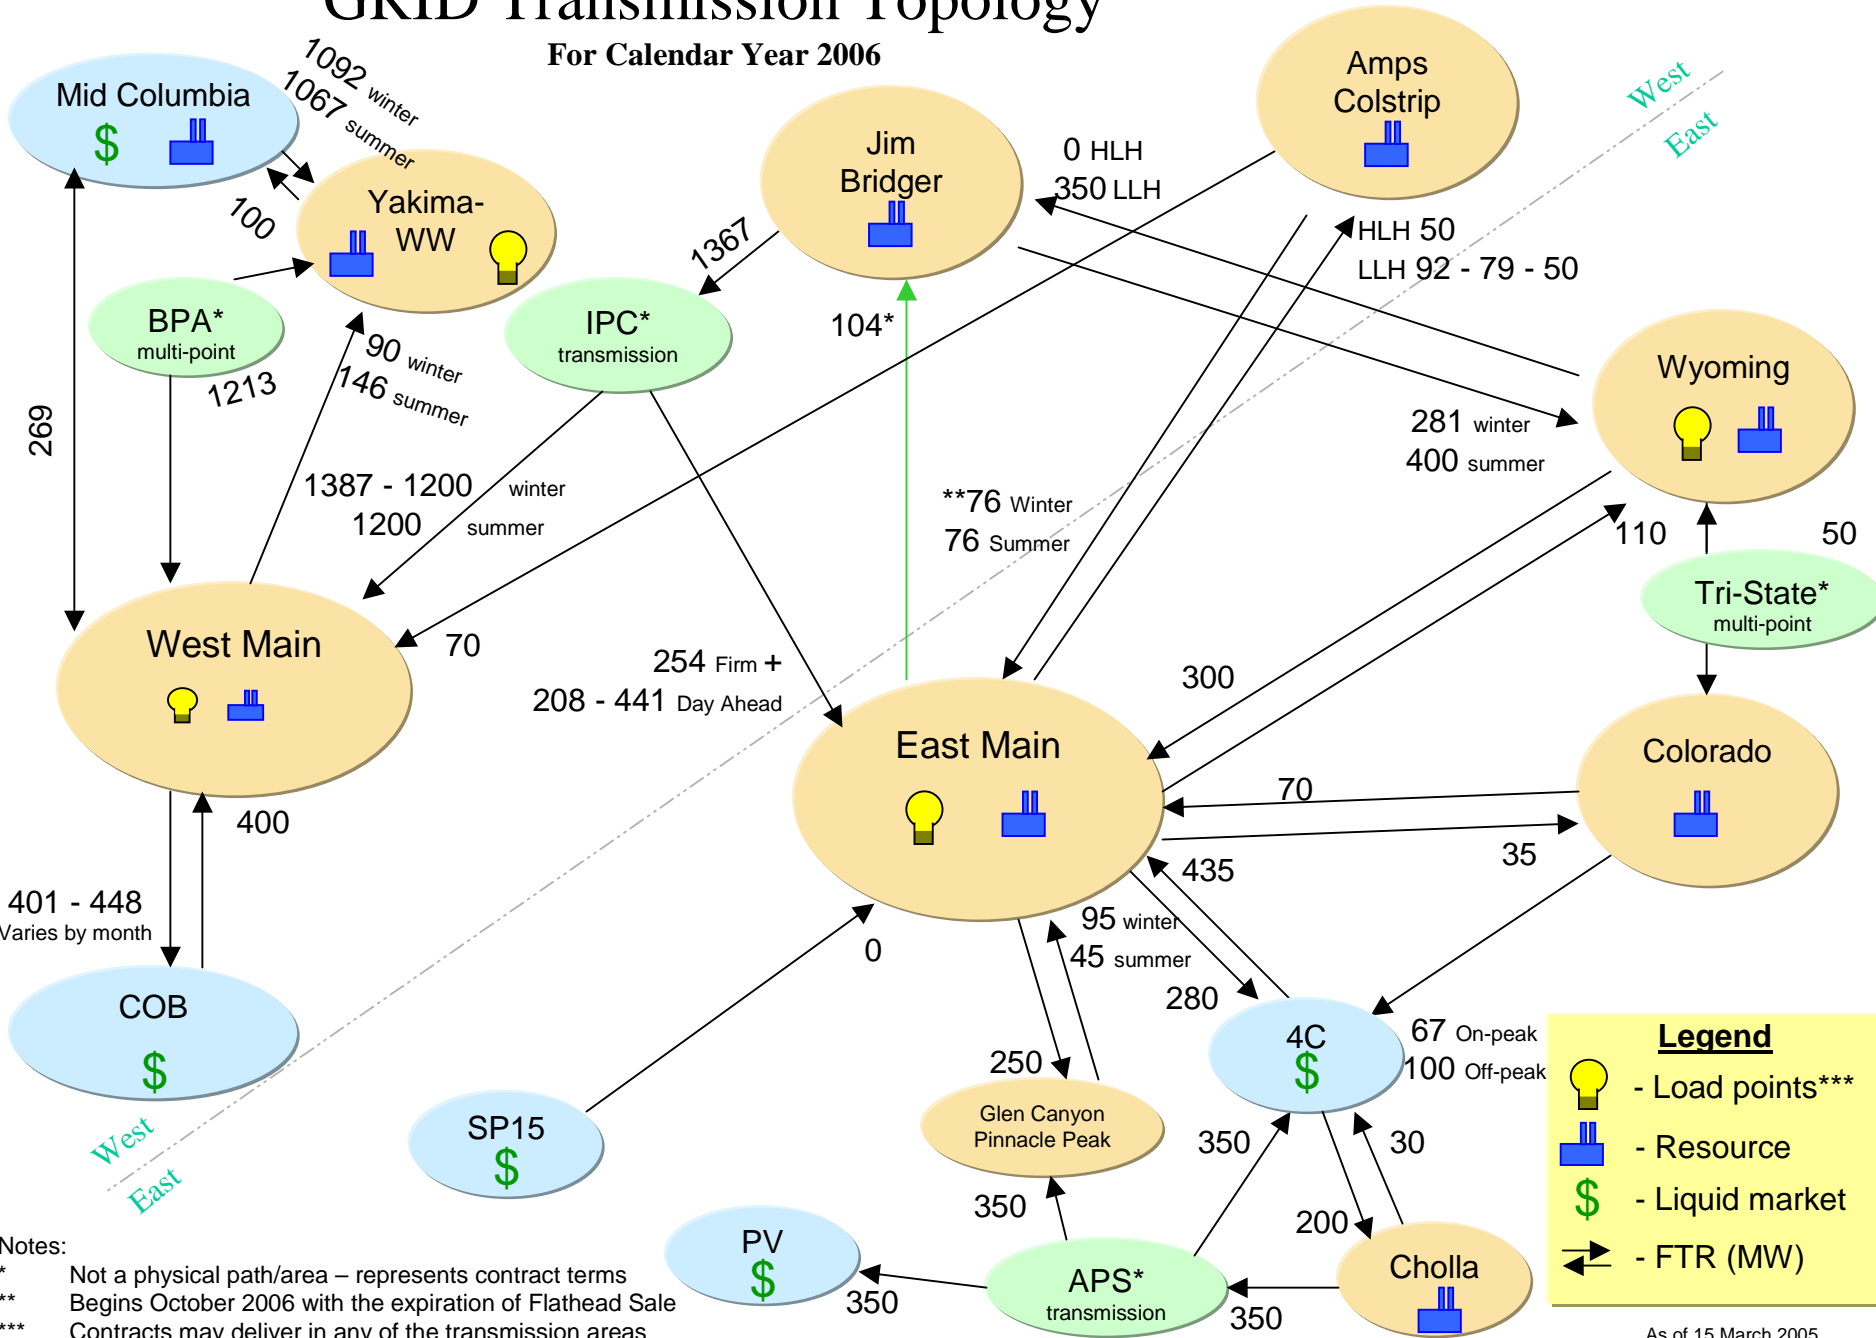 GRID Transmission Topology
For Calendar Year 2006
Mid Columbia
$
1092 winter
1067 summer
100
Yakima-
WW
Jim
Bridger
Amps
Colstrip
West
East
0 HLH
350 LLH
HLH 50
LLH 92 - 79 - 50
1367
BPA*
multi-point
1213
IPC*
transmission
104*
90 winter
146 summer
269
Wyoming
281 winter
400 summer
1387 - 1200 winter
1200 summer
**76 Winter
76 Summer
110
50
Tri-State*
multi-point
West Main
70
254 Firm +
208 - 441 Day Ahead
300
East Main
Colorado
70
35
400
401 - 448
Varies by month
435
95 winter
45 summer
280
0
COB
$
250
4C
$
67 On-peak
100 Off-peak
SP15
$
Glen Canyon
Pinnacle Peak
350
30
350
200
West
East
PV
$
350
APS*
transmission
350
Cholla
Legend
- Load points***
- Resource
$ - Liquid market
- FTR (MW)
Notes:
* Not a physical path/area – represents contract terms
** Begins October 2006 with the expiration of Flathead Sale
*** Contracts may deliver in any of the transmission areas
As of 15 March 2005